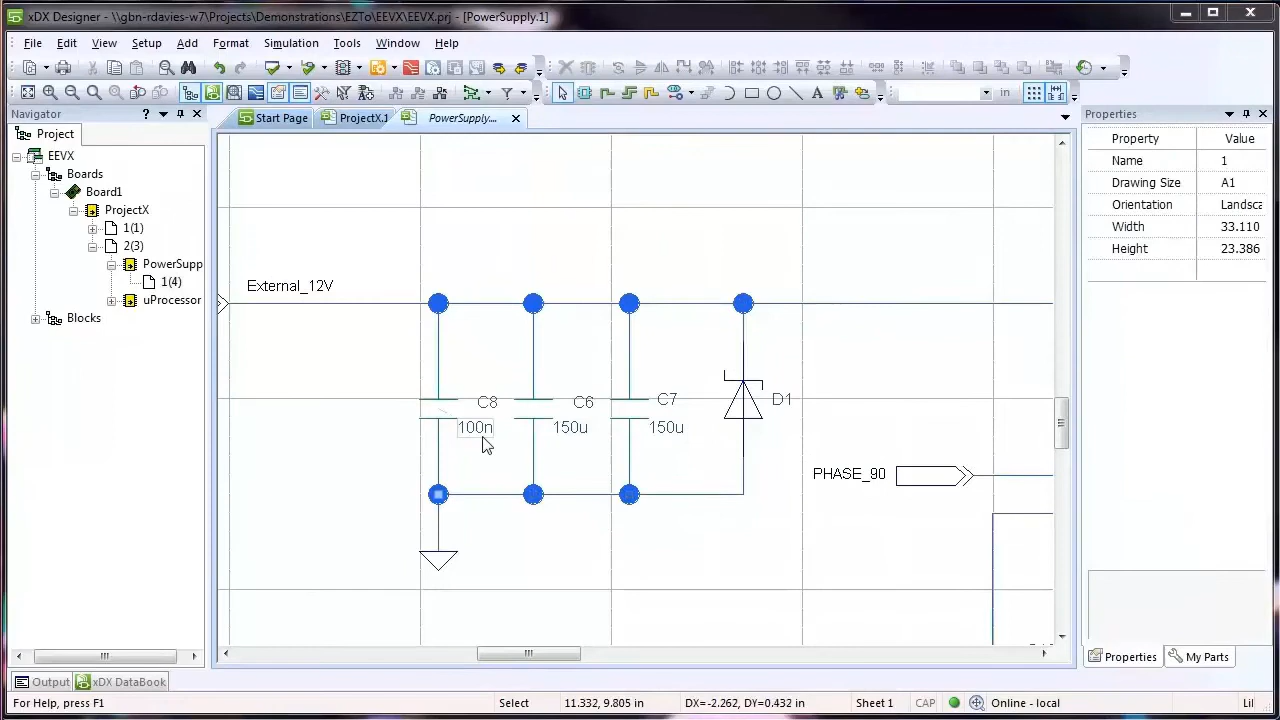 xDX Designer - \\gbn-rdavies-w7\Projects\Demonstrations\EZTo\EEVX\EEVX.prj - [PowerSupply.1]
File Edit View Setup Add Format Simulation Tools Window Help
in
Navigator
Start Page ProjectX.1 PowerSupply....
Properties
Project
Property Value
EEVX
Name 1
Boards
Drawing Size A1
Board1
Orientation Landsca
ProjectX
Width 33.110
1(1)
Height 23.386
2(3)
PowerSupp
1(4)
uProcessor
Blocks
External_12V
C8 C6 C7 D1
100n 150u 150u
PHASE_90
Properties My Parts
Output xDX DataBook
For Help, press F1 Select 11.332, 9.805 in DX=-2.262, DY=0.432 in Sheet 1 CAP Online - local Lil